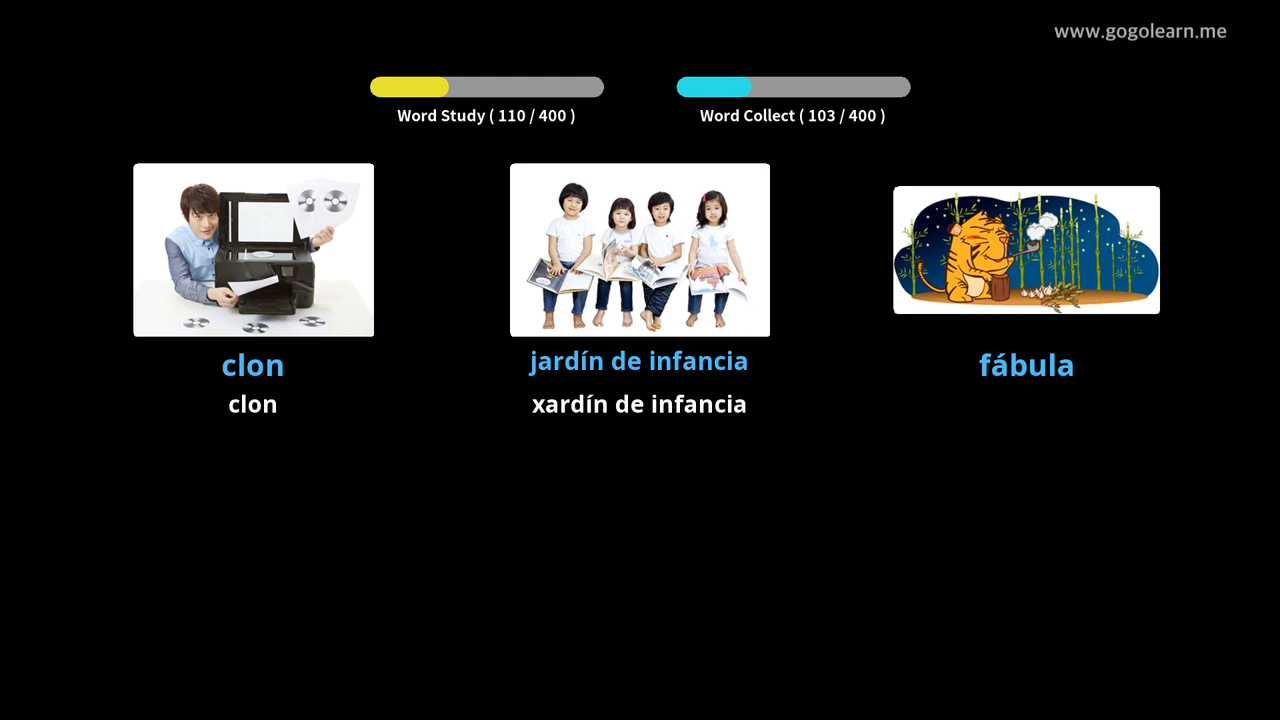 www.gogolearn.me
Word Study ( 110 / 400 )
Word Collect ( 103 / 400 )
clon
clon
jardín de infancia
xardín de infancia
fábula